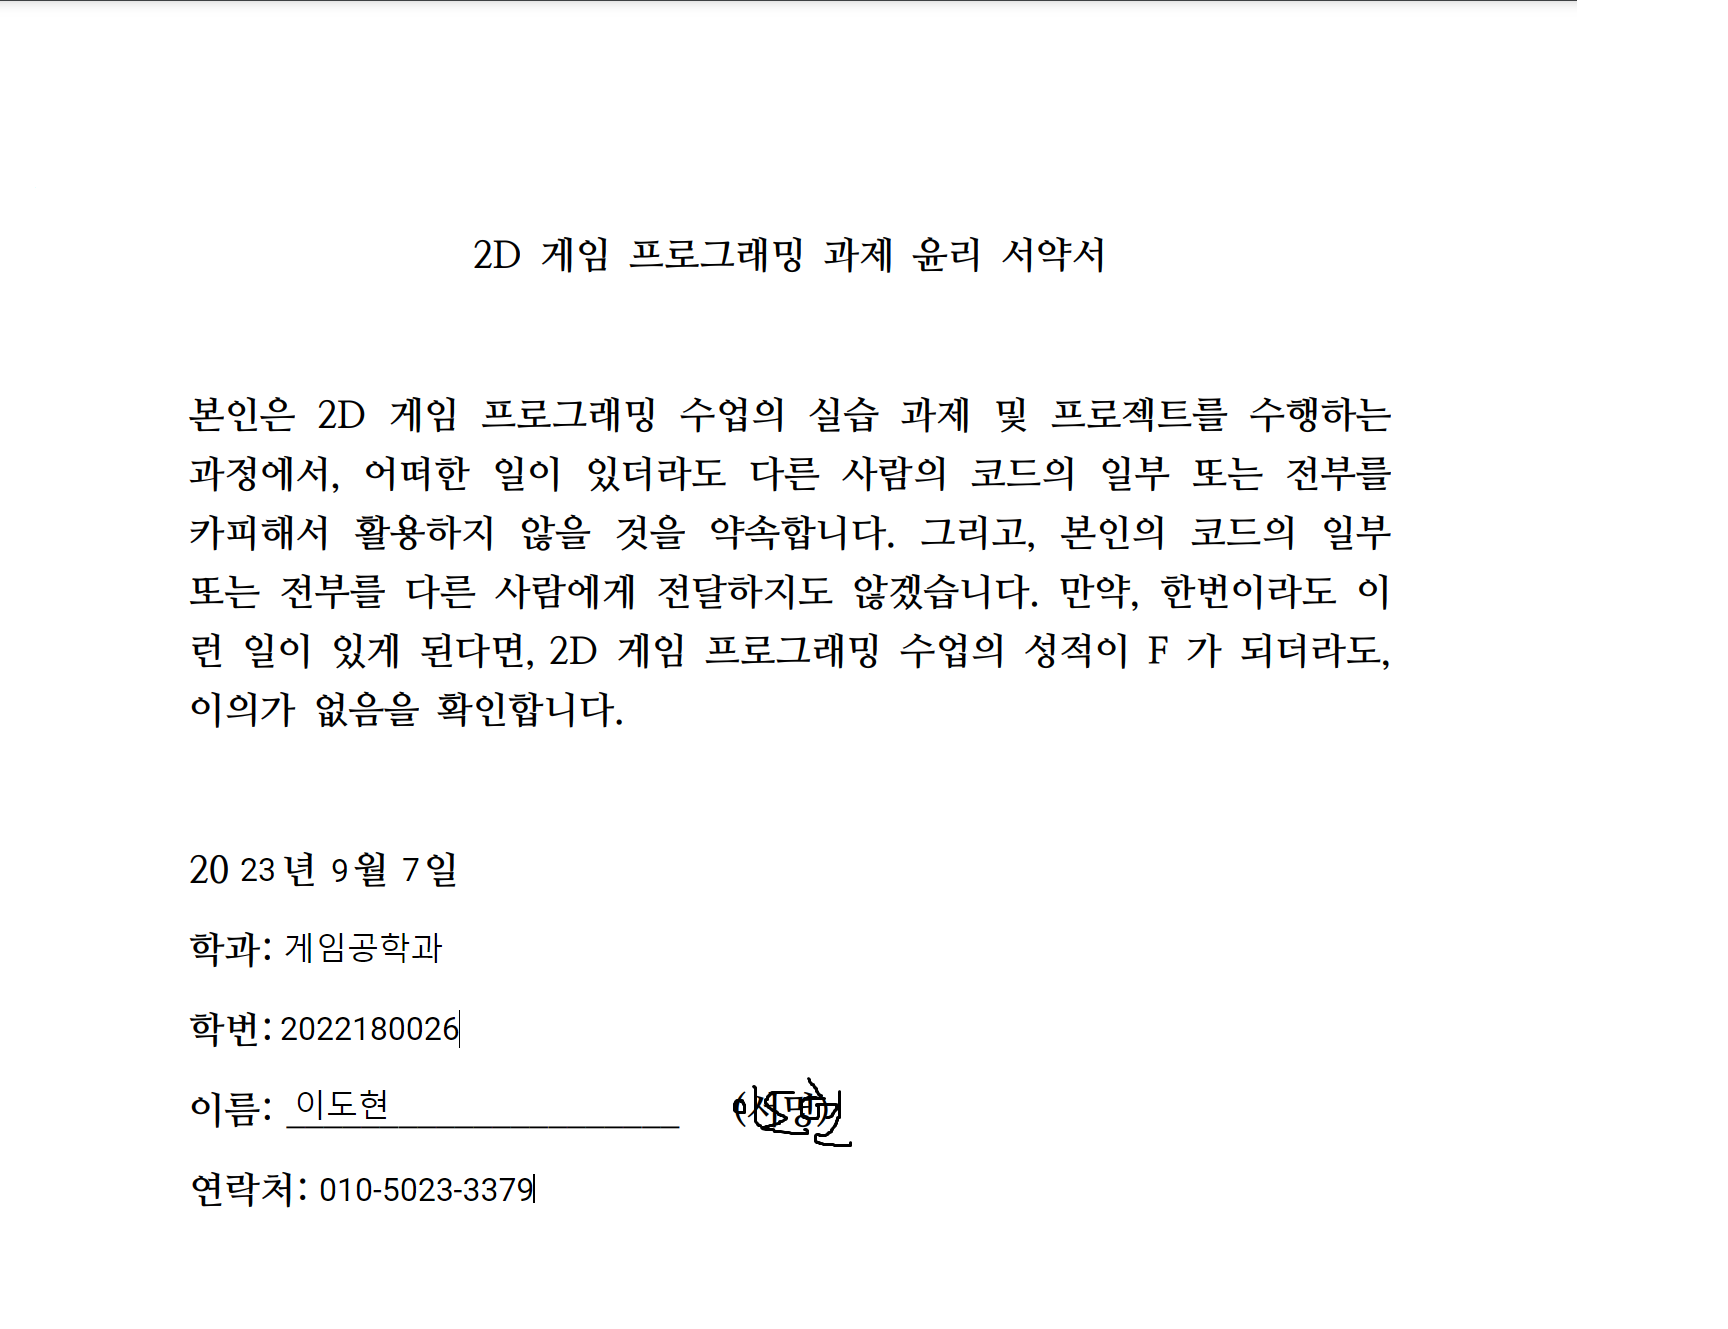 2D 게임 프로그래밍 과제 윤리 서약서
본인은 2D 게임 프로그래밍 수업의 실습 과제 및 프로젝트를 수행하는
과정에서, 어떠한 일이 있더라도 다른 사람의 코드의 일부 또는 전부를
카피해서 활용하지 않을 것을 약속합니다. 그리고, 본인의 코드의 일부
또는 전부를 다른 사람에게 전달하지도 않겠습니다. 만약, 한번이라도 이
런 일이 있게 된다면, 2D 게임 프로그래밍 수업의 성적이 F 가 되더라도,
이의가 없음을 확인합니다.
20 23 년 9 월 7 일
학과: 게임공학과
학번: 2022180026
이름: 이도현 (서명) 이도현
연락처: 010-5023-3379